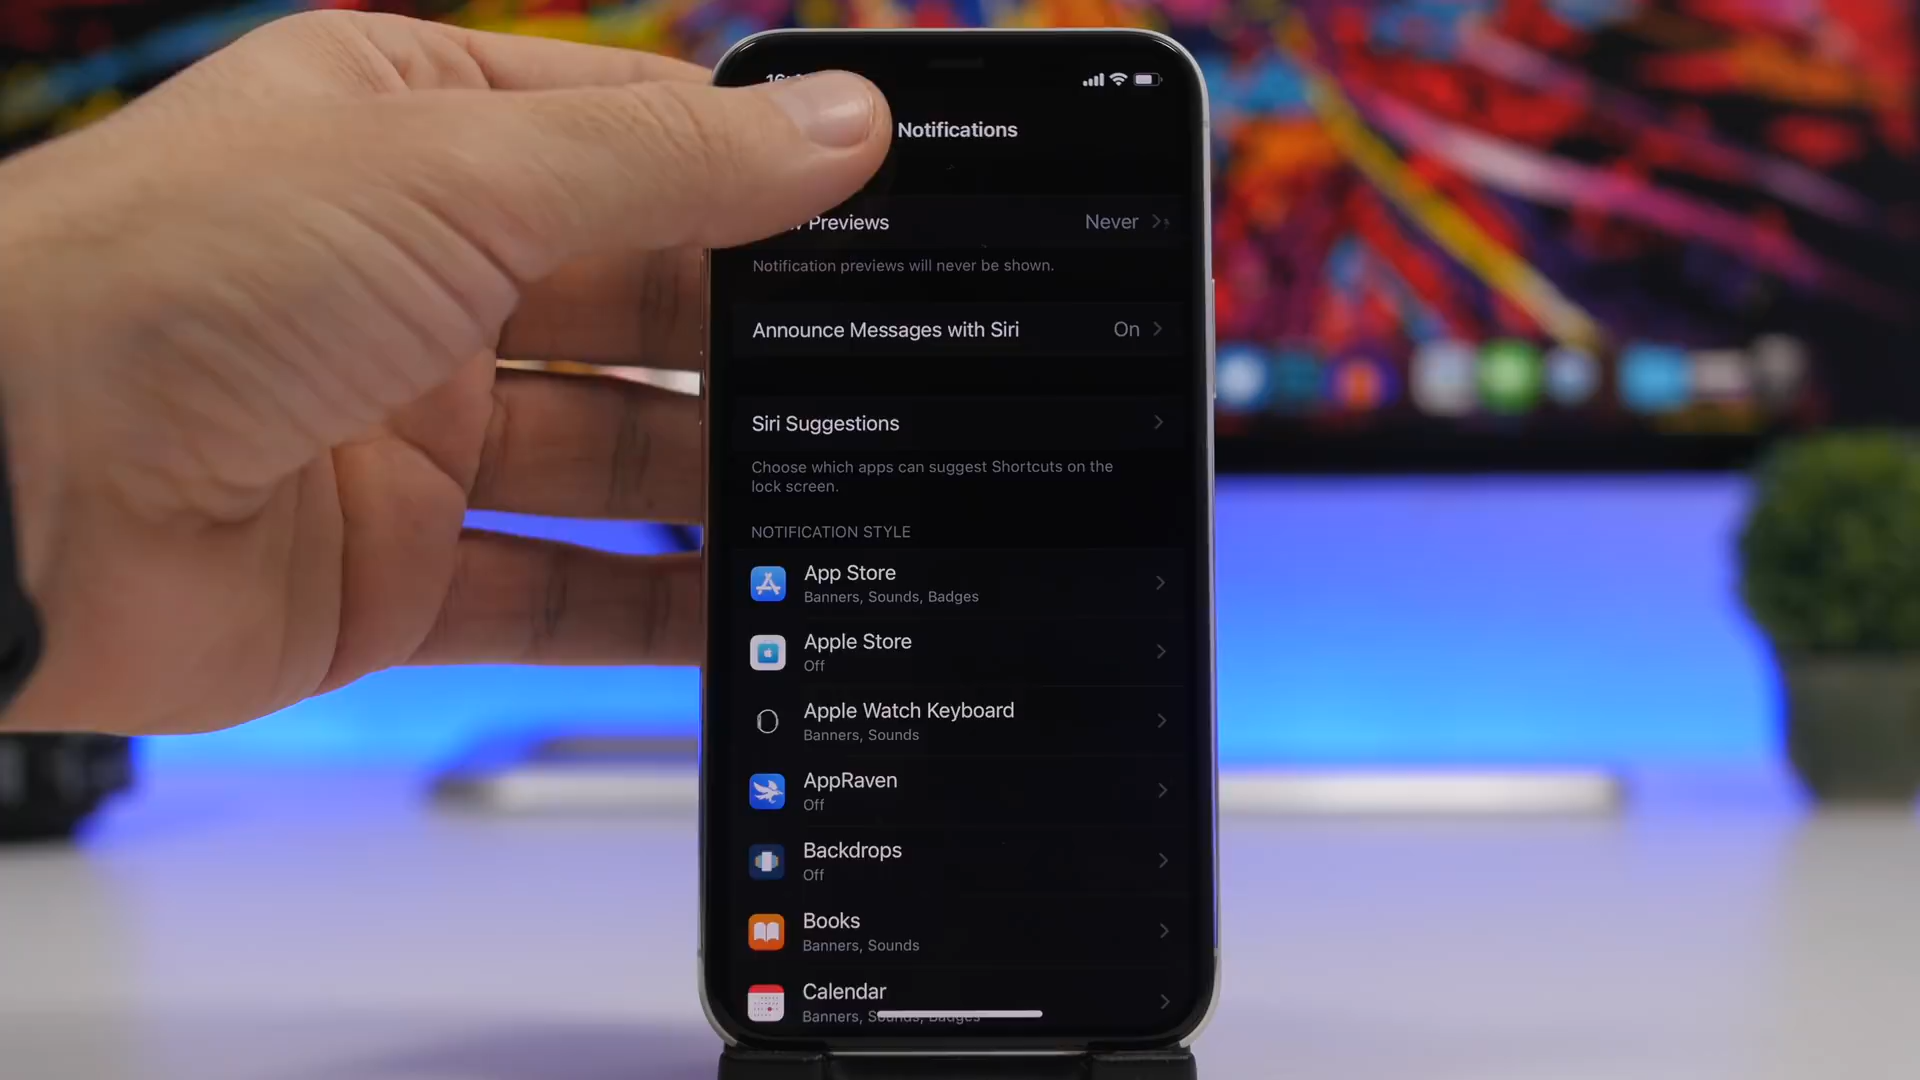 Notifications
Previews
Never
Notification previews will never be shown.
Announce Messages with Siri
On
Siri Suggestions
Choose which apps can suggest Shortcuts on the
lock screen.
NOTIFICATION STYLE
App Store
Banners, Sounds, Badges
Apple Store
Off
Apple Watch Keyboard
Banners, Sounds
AppRaven
Off
Backdrops
Off
Books
Banners, Sounds
Calendar
Banners, Sounds, Badges